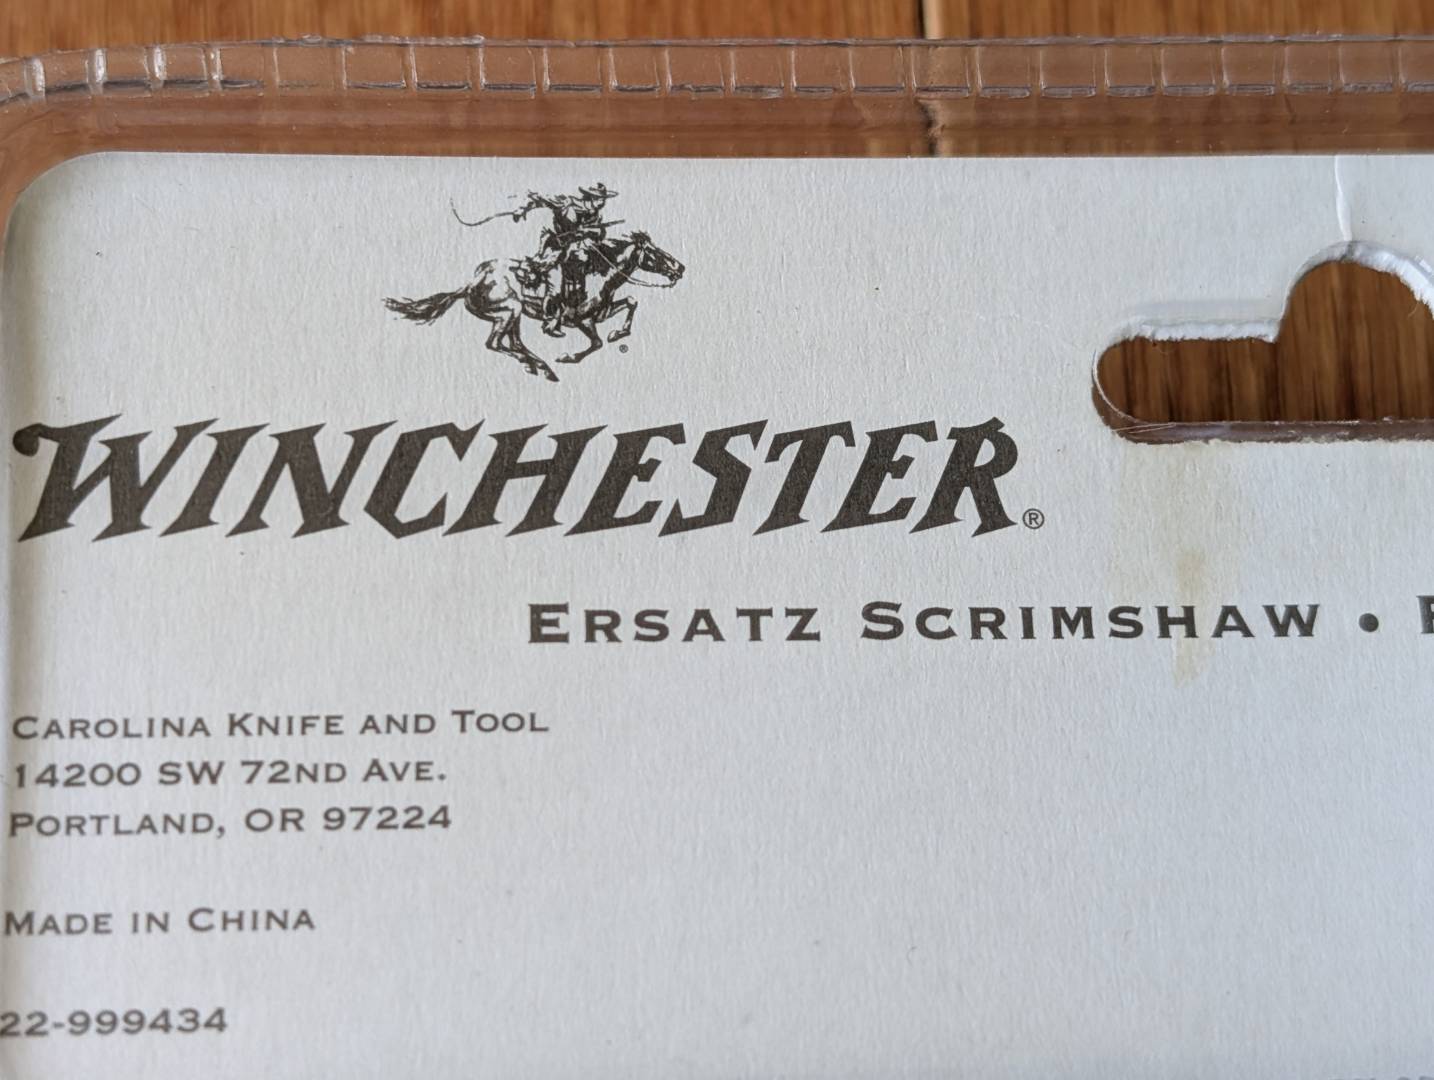 WINCHESTER®
ERSATZ SCRIMSHAW •
CAROLINA KNIFE AND TOOL
14200 SW 72ND AVE.
PORTLAND, OR 97224
MADE IN CHINA
22-999434